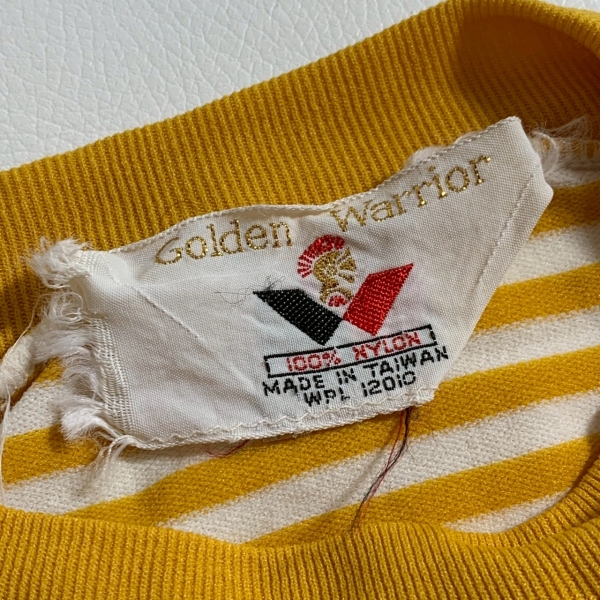 Golden Warrior
100% NYLON
MADE IN TAIWAN
WPL 12010